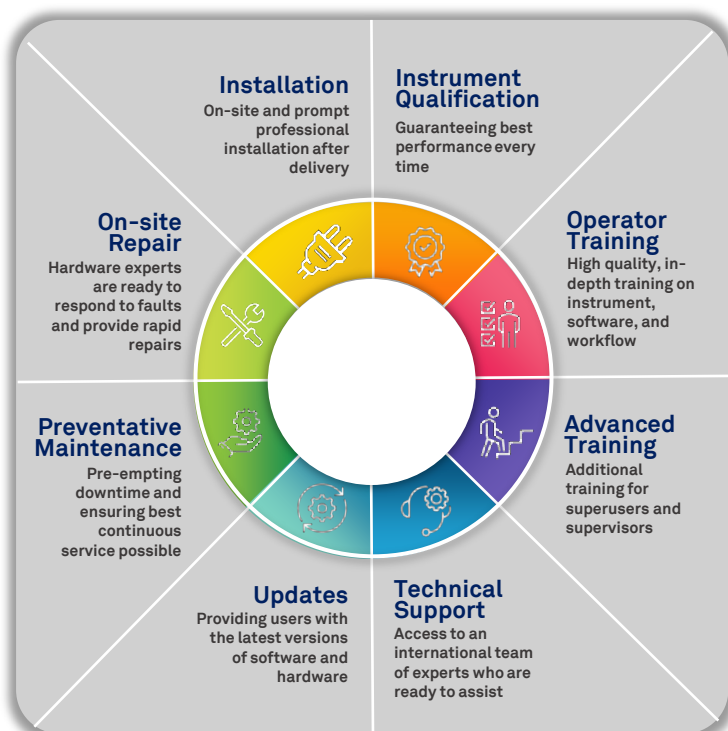 Installation
On-site and prompt
professional
installation after
delivery
Instrument
Qualification
Guaranteeing best
performance every
time
Operator
Training
High quality, in-
depth training on
instrument,
software, and
workflow
Advanced
Training
Additional
training for
superusers and
supervisors
Technical
Support
Access to an
international team
of experts who are
ready to assist
Updates
Providing users with
the latest versions
of software and
hardware
Preventative
Maintenance
Pre-empting
downtime and
ensuring best
continuous
service possible
On-site
Repair
Hardware experts
are ready to
respond to faults
and provide rapid
repairs